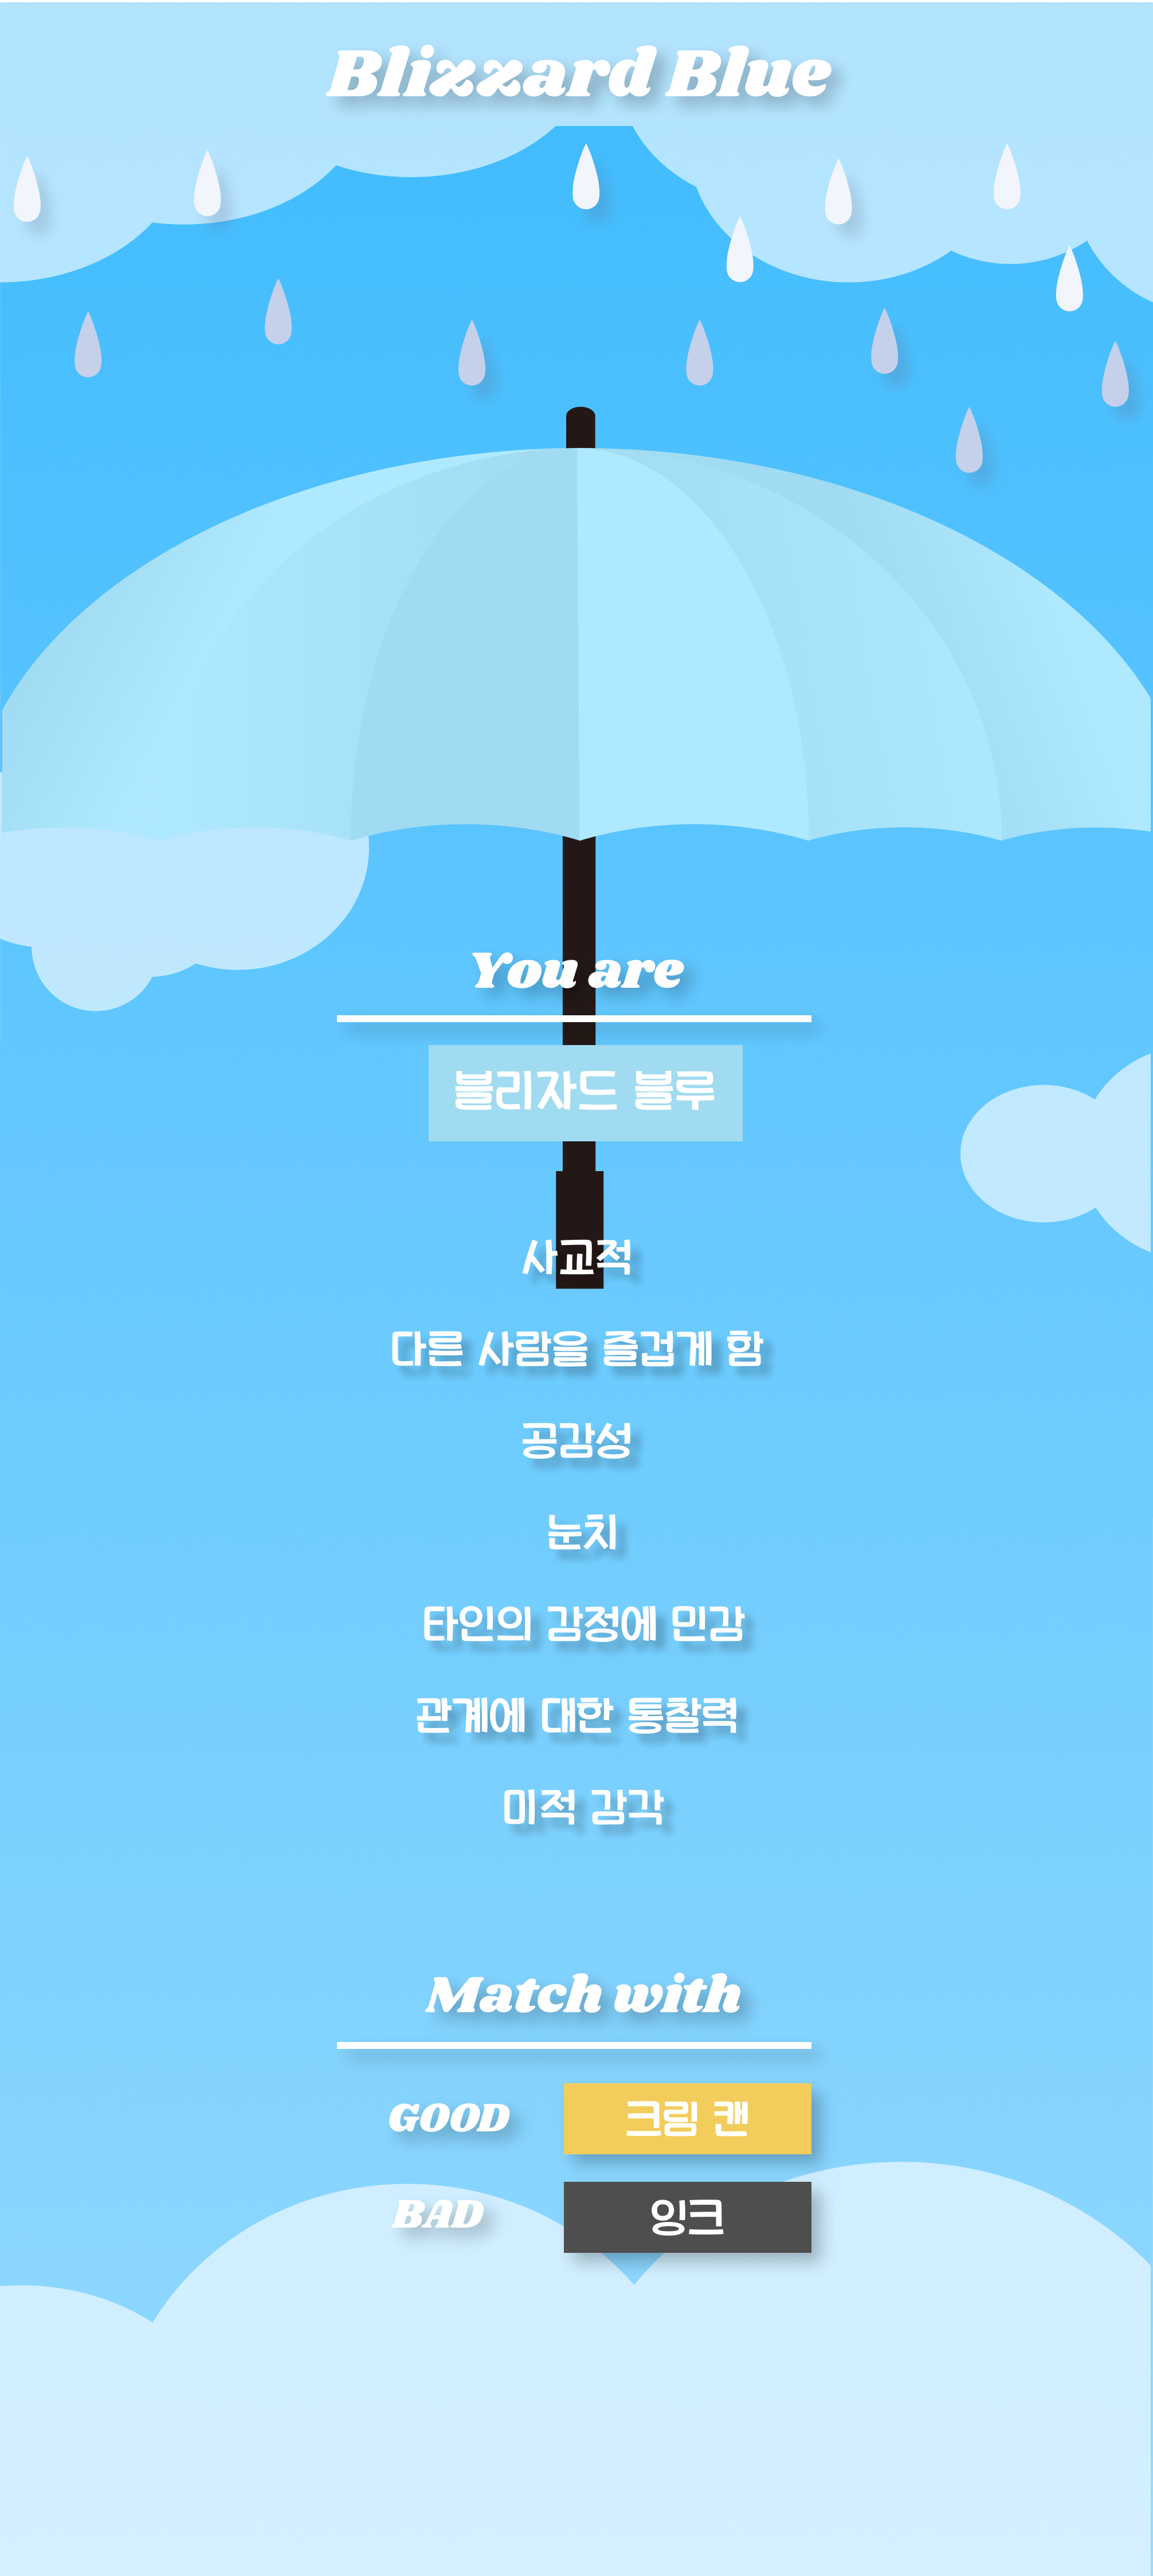 Blizzard Blue
You are
블리자드 블루
사교적
다른 사람을 즐겁게 함
공감성
눈치
타인의 감정에 민감
관계에 대한 통찰력
미적 감각
Match with
GOOD 크림 캔
BAD 잉크